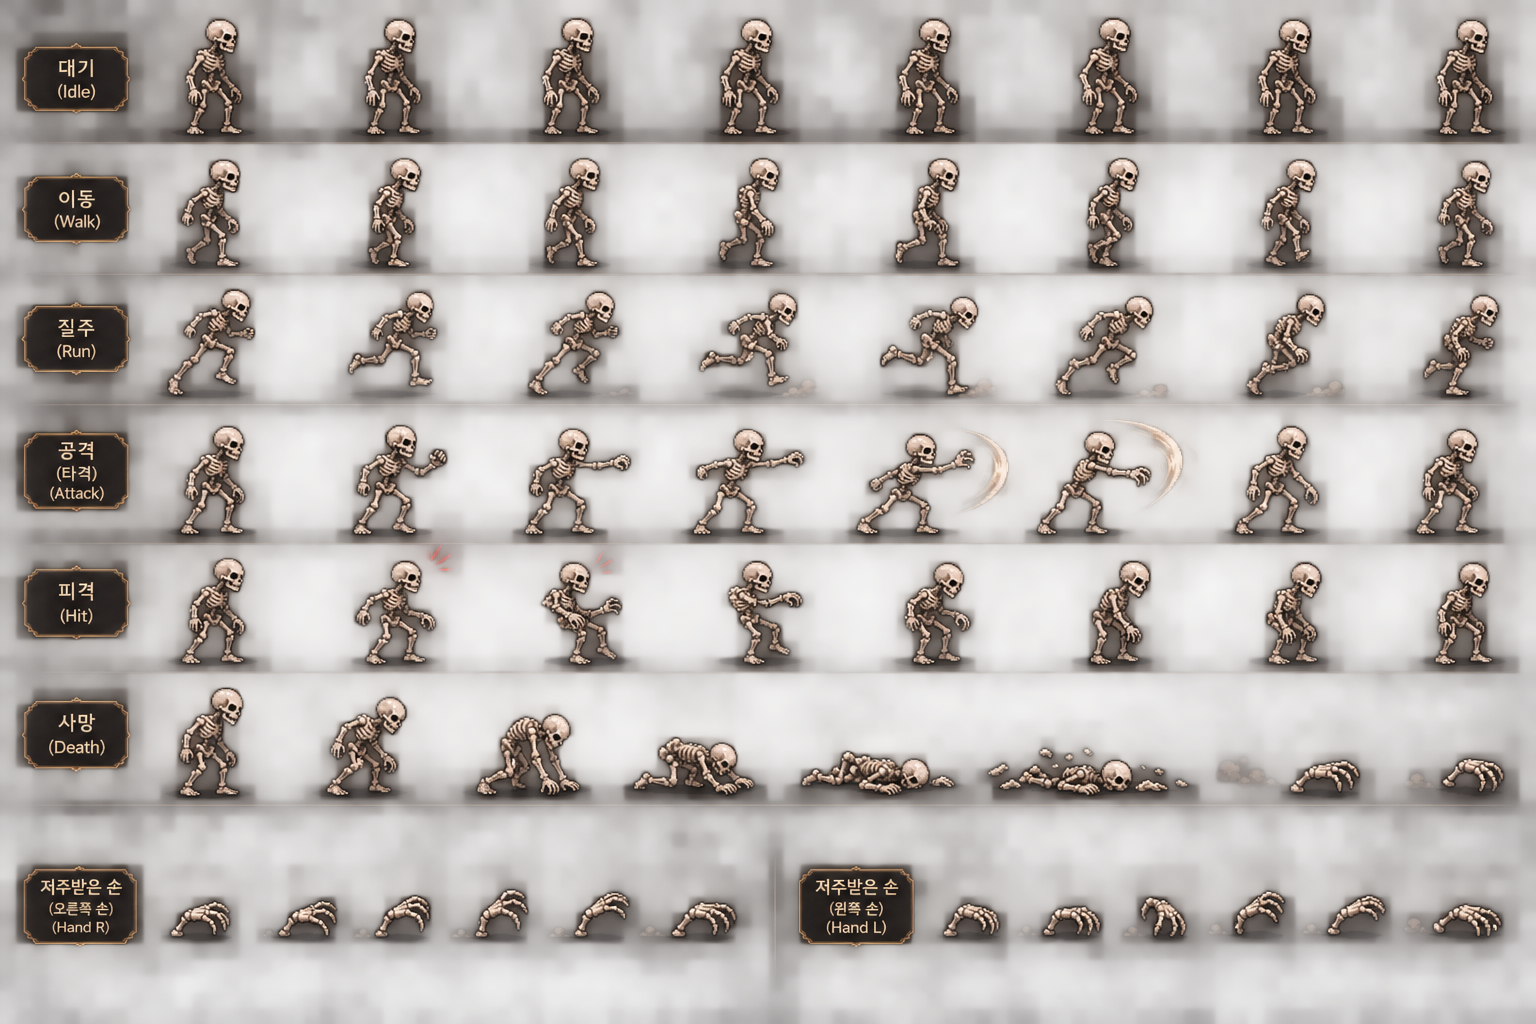 대기
(Idle)
이동
(Walk)
질주
(Run)
공격
(타격)
(Attack)
피격
(Hit)
사망
(Death)
저주받은 손
(오른쪽 손)
(Hand R)
저주받은 손
(왼쪽 손)
(Hand L)